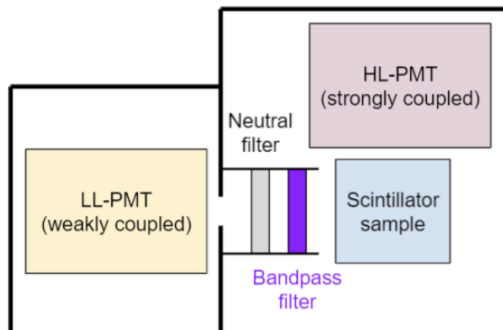 HL-PMT
(strongly coupled)
Neutral
filter
LL-PMT
(weakly coupled)
Scintillator
sample
Bandpass
filter